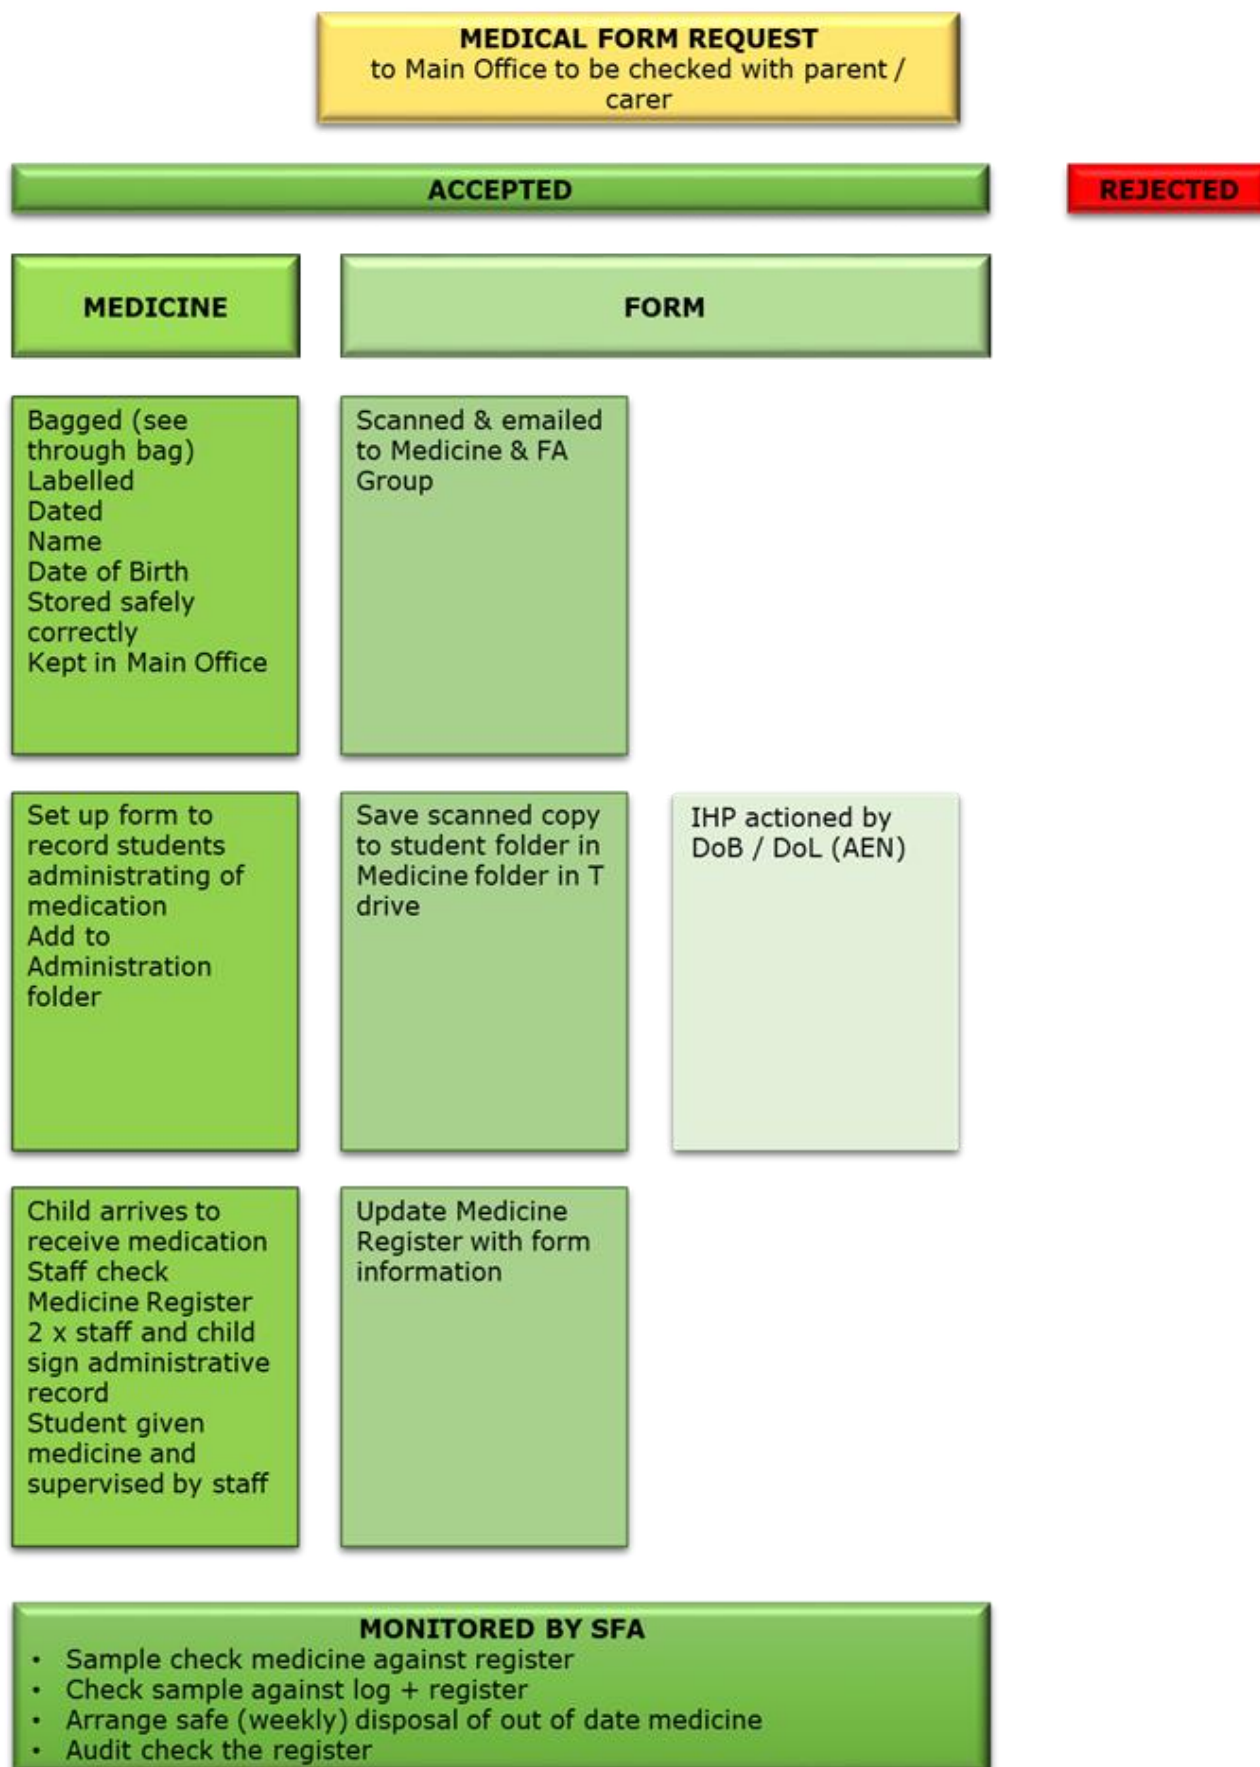 MEDICAL FORM REQUEST
to Main Office to be checked with parent /
carer
ACCEPTED
REJECTED
MEDICINE
FORM
Bagged (see
through bag)
Labelled
Dated
Name
Date of Birth
Stored safely
correctly
Kept in Main Office
Scanned & emailed
to Medicine & FA
Group
Set up form to
record students
administrating of
medication
Add to
Administration
folder
Save scanned copy
to student folder in
Medicine folder in T
drive
IHP actioned by
DoB / DoL (AEN)
Child arrives to
receive medication
Staff check
Medicine Register
2 x staff and child
sign administrative
record
Student given
medicine and
supervised by staff
Update Medicine
Register with form
information
MONITORED BY SFA
• Sample check medicine against register
• Check sample against log + register
• Arrange safe (weekly) disposal of out of date medicine
• Audit check the register